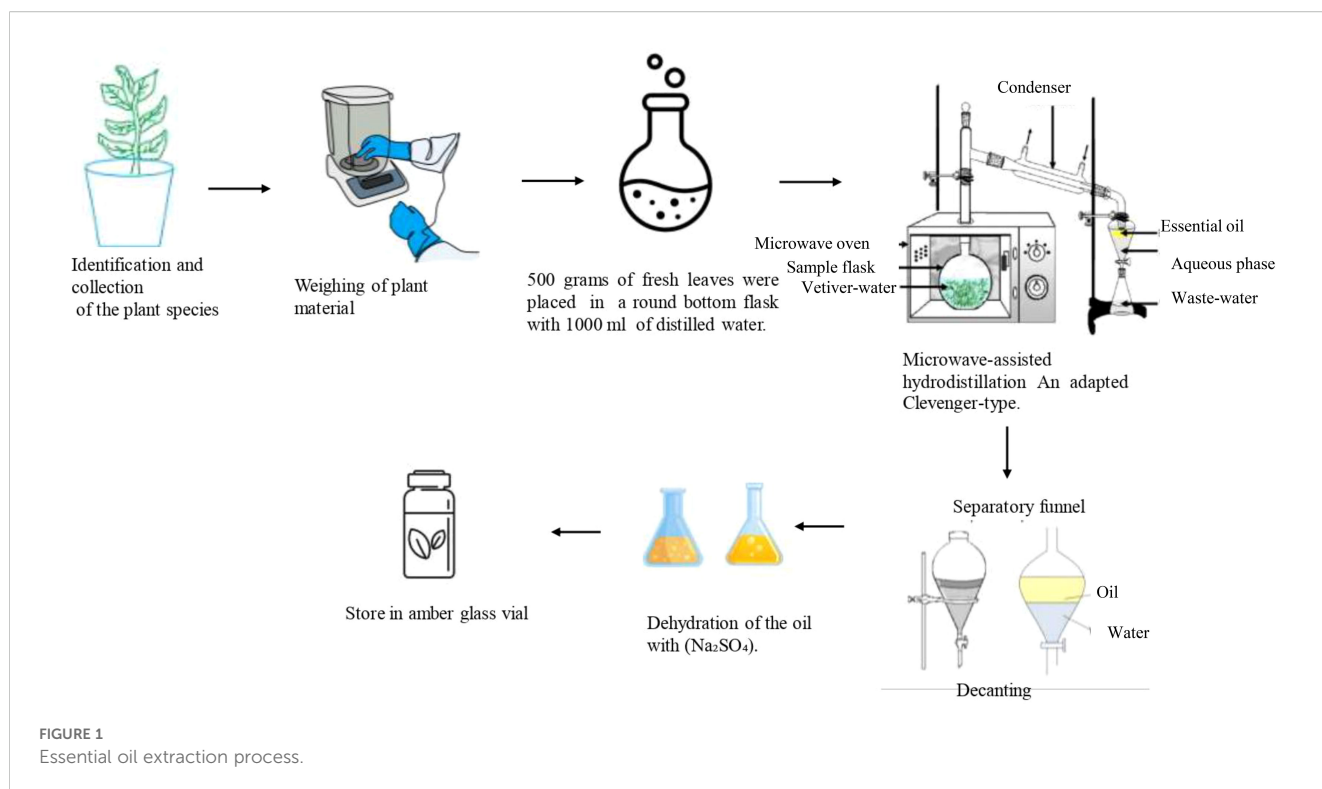 Identification and
collection
of the plant species
Weighing of plant
material
500 grams of fresh leaves were
placed in a round bottom flask
with 1000 ml of distilled water.
Condenser
Microwave oven
Sample flask
Vetiver-water
Essential oil
Aqueous phase
Waste-water
Microwave-assisted
hydrodistillation An adapted
Clevenger-type.
Separatory funnel
Oil
Water
Decanting
Dehydration of the oil
with (Na₂SO₄).
Store in amber glass vial
FIGURE 1
Essential oil extraction process.